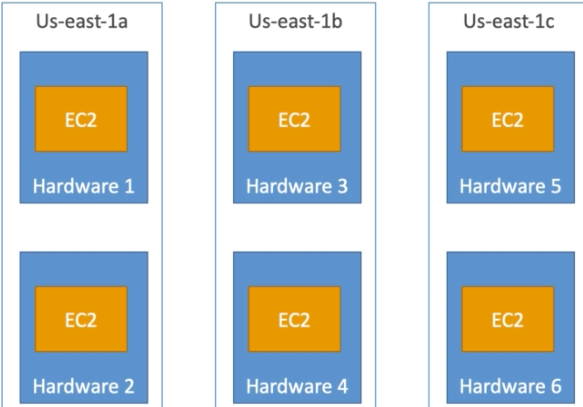 Us-east-1a
Us-east-1b
Us-east-1c
EC2
EC2
EC2
Hardware 1
Hardware 3
Hardware 5
EC2
EC2
EC2
Hardware 2
Hardware 4
Hardware 6